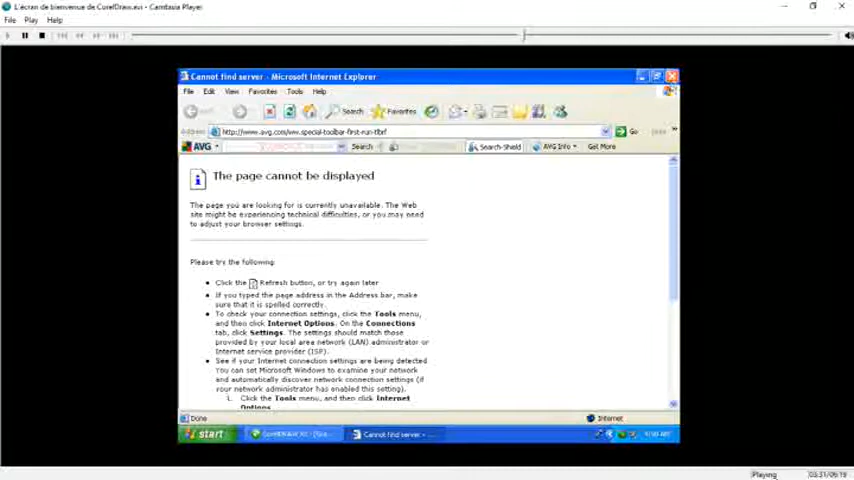 L'écran de bienvenue de CorelDraw.avi - Camtasia Player
File Play Help
Cannot find server - Microsoft Internet Explorer
File Edit View Favorites Tools Help
Search Favorites
Address http://www.avg.com/ww.special-toolbar-first-run-tlbrf Go
AVG Search Search-Shield AVG Info Get More
The page cannot be displayed
The page you are looking for is currently unavailable. The Web
site might be experiencing technical difficulties, or you may need
to adjust your browser settings.
Please try the following:
Click the Refresh button, or try again later
If you typed the page address in the Address bar, make
sure that it is spelled correctly.
To check your connection settings, click the Tools menu,
and then click Internet Options. On the Connections
tab, click Settings. The settings should match those
provided by your local area network (LAN) administrator or
Internet service provider (ISP).
See if your Internet connection settings are being detected
You can set Microsoft Windows to examine your network
and automatically discover network connection settings (if
your network administrator has enabled this setting).
Click the Tools menu, and then click Internet
Options
Done Internet
start Cannot find server - ...
Playing